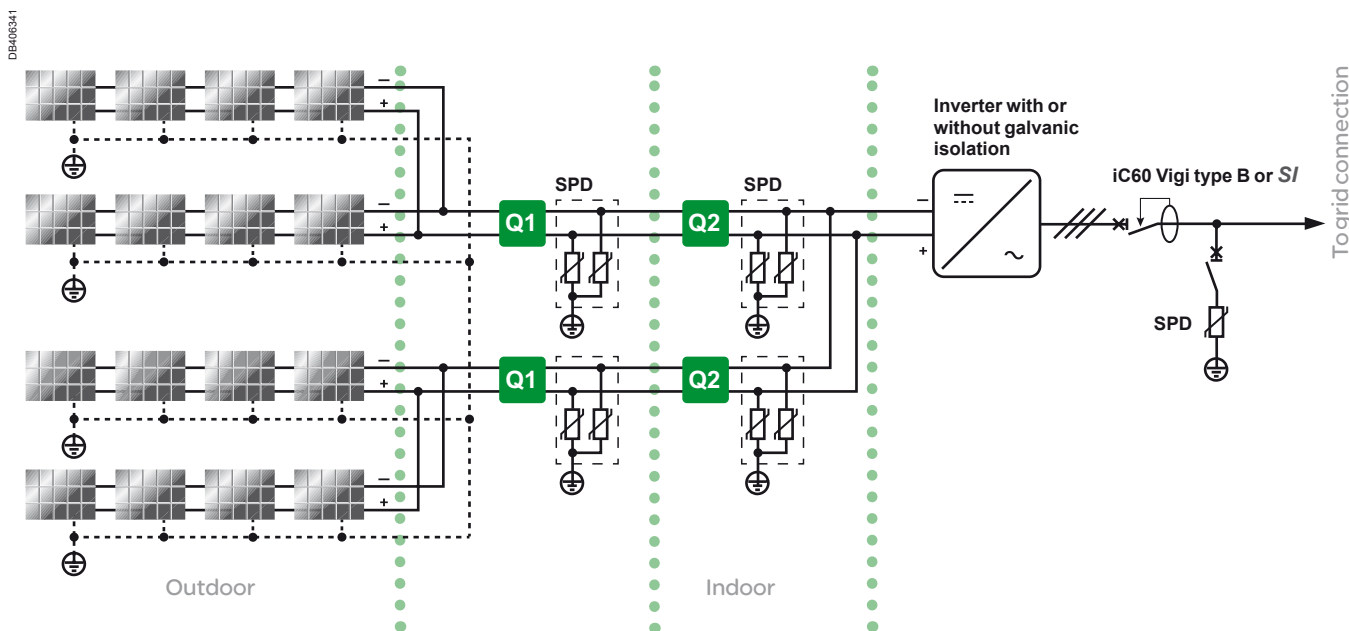 DB406341
−
+
−
+
−
+
−
+
Q1
SPD
Q2
SPD
Q1
Q2
Inverter with or
without galvanic
isolation
−
+
iC60 Vigi type B or SI
SPD
To grid connection
Outdoor
Indoor